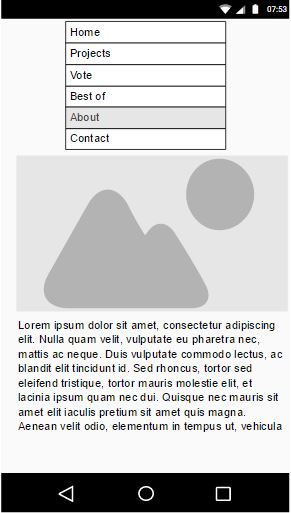 07:53
Home
Projects
Vote
Best of
About
Contact
Lorem ipsum dolor sit amet, consectetur adipiscing
elit. Nulla quam velit, vulputate eu pharetra nec,
mattis ac neque. Duis vulputate commodo lectus, ac
blandit elit tincidunt id. Sed rhoncus, tortor sed
eleifend tristique, tortor mauris molestie elit, et
lacinia ipsum quam nec dui. Quisque nec mauris sit
amet elit iaculis pretium sit amet quis magna.
Aenean velit odio, elementum in tempus ut, vehicula